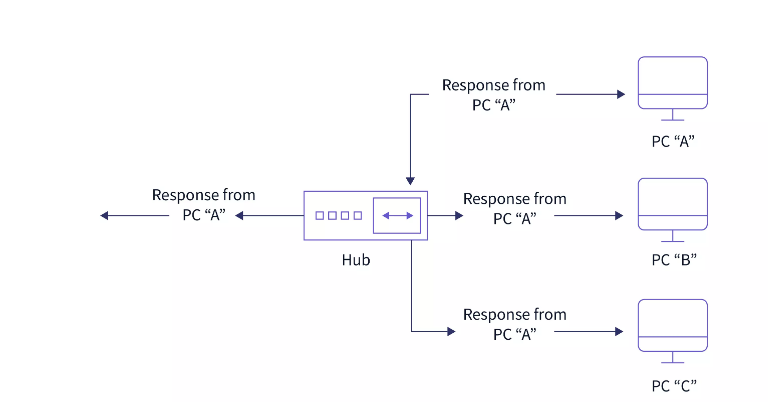 Response from
PC “A”
PC “A”
Response from
PC “A”
Response from
PC “A”
Hub
PC “B”
Response from
PC “A”
PC “C”